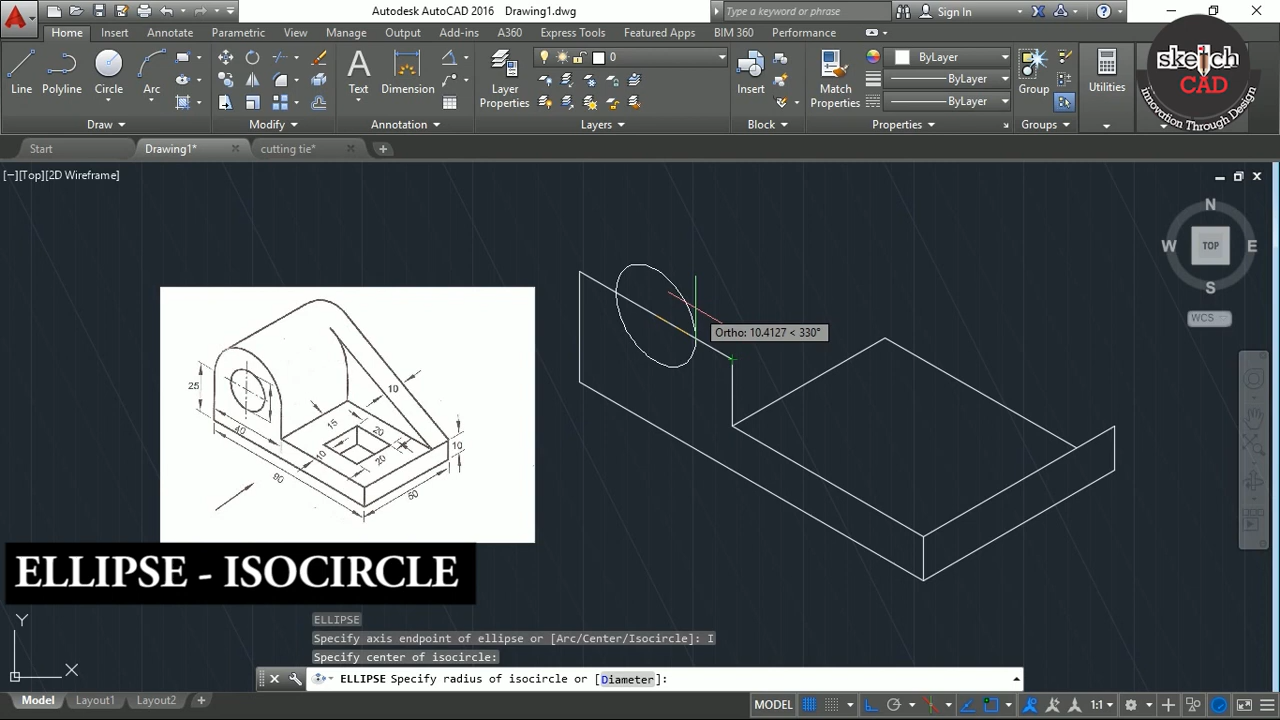 Autodesk AutoCAD 2016 Drawing1.dwg
Type a keyword or phrase
Sign In
Home Insert Annotate Parametric View Manage Output Add-ins A360 Express Tools Featured Apps BIM 360 Performance
Line Polyline Circle Arc
Draw
Modify
Text Dimension
Annotation
Layer
Properties
0
Layers
Insert
Block
Match
Properties
ByLayer
ByLayer
ByLayer
Properties
Group
Groups
Utilities
sketch
CAD
Innovation Through Design
Start Drawing1* cutting tie*
[−][Top][2D Wireframe]
N
W TOP E
S
WCS
Ortho: 10.4127 < 330°
25
40
90
15
20
10
10
20
10
ELLIPSE - ISOCIRCLE
Y
X
ELLIPSE
Specify axis endpoint of ellipse or [Arc/Center/Isocircle]: I
Specify center of isocircle:
ELLIPSE Specify radius of isocircle or [Diameter]:
Model Layout1 Layout2 +
MODEL
1:1